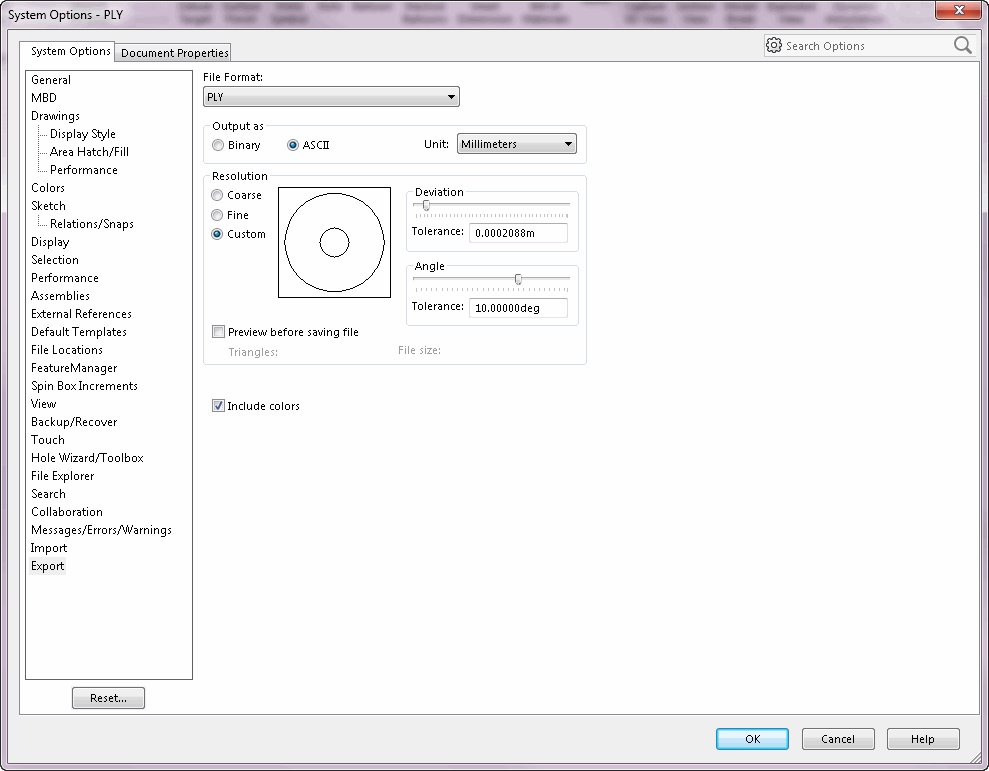 System Options - PLY
System Options
Document Properties
Search Options
General
MBD
Drawings
Display Style
Area Hatch/Fill
Performance
Colors
Sketch
Relations/Snaps
Display
Selection
Performance
Assemblies
External References
Default Templates
File Locations
FeatureManager
Spin Box Increments
View
Backup/Recover
Touch
Hole Wizard/Toolbox
File Explorer
Search
Collaboration
Messages/Errors/Warnings
Import
Export
Reset...
File Format:
PLY
Output as
Binary
ASCII
Unit:
Millimeters
Resolution
Coarse
Fine
Custom
Deviation
Tolerance:
0.0002088m
Angle
Tolerance:
10.00000deg
Preview before saving file
Triangles:
File size:
Include colors
OK
Cancel
Help